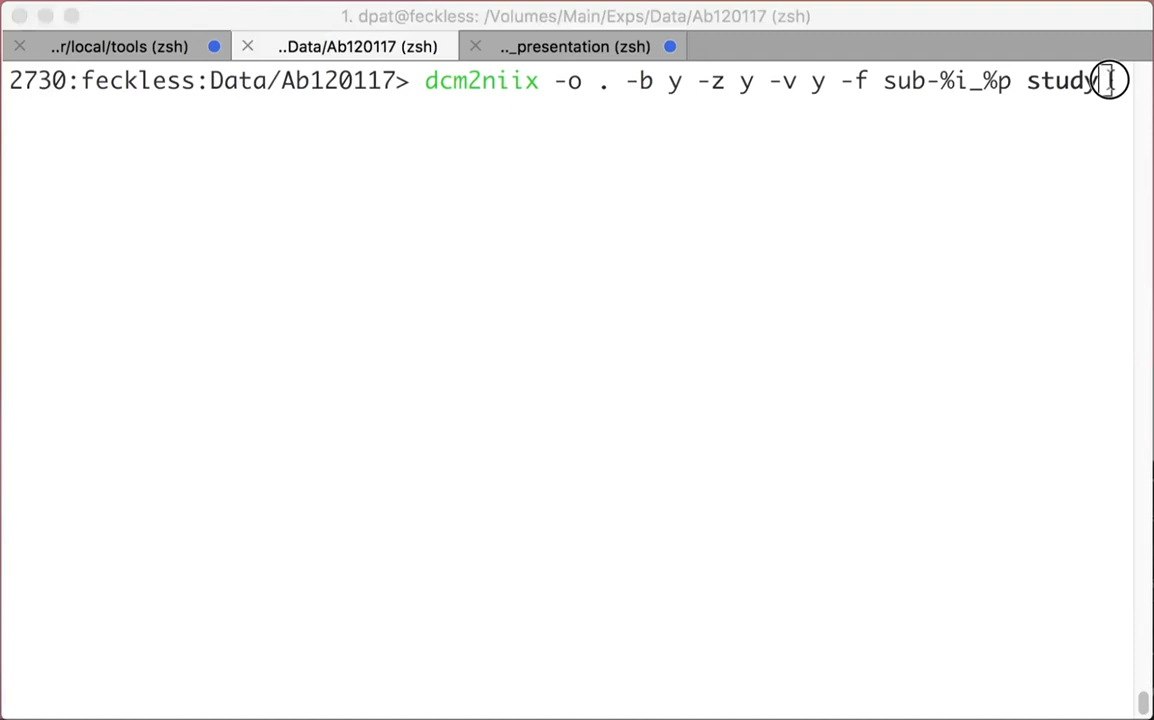 1. dpat@feckless: /Volumes/Main/Exps/Data/Ab120117 (zsh)
..r/local/tools (zsh) ..Data/Ab120117 (zsh) .._presentation (zsh)
2730:feckless:Data/Ab120117> dcm2niix -o . -b y -z y -v y -f sub-%i_%p study